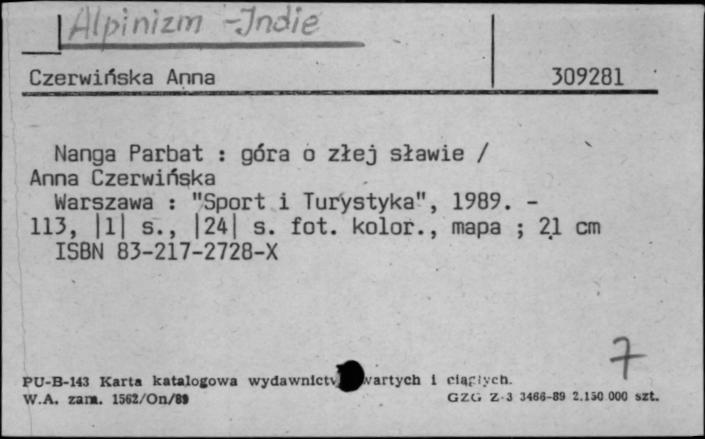 Alpinizm - Indie
Czerwińska Anna 309281
Nanga Parbat : góra o złej sławie /
Anna Czerwińska
Warszawa : "Sport i Turystyka", 1989. -
113, |1| s., |24| s. fot. kolor., mapa ; 21 cm
ISBN 83-217-2728-X
7
PU-B-143 Karta katalogowa wydawnictw zwartych i ciągłych.
W.A. zam. 1562/On/89 GZG Z-3 3466-89 2.150 000 szt.